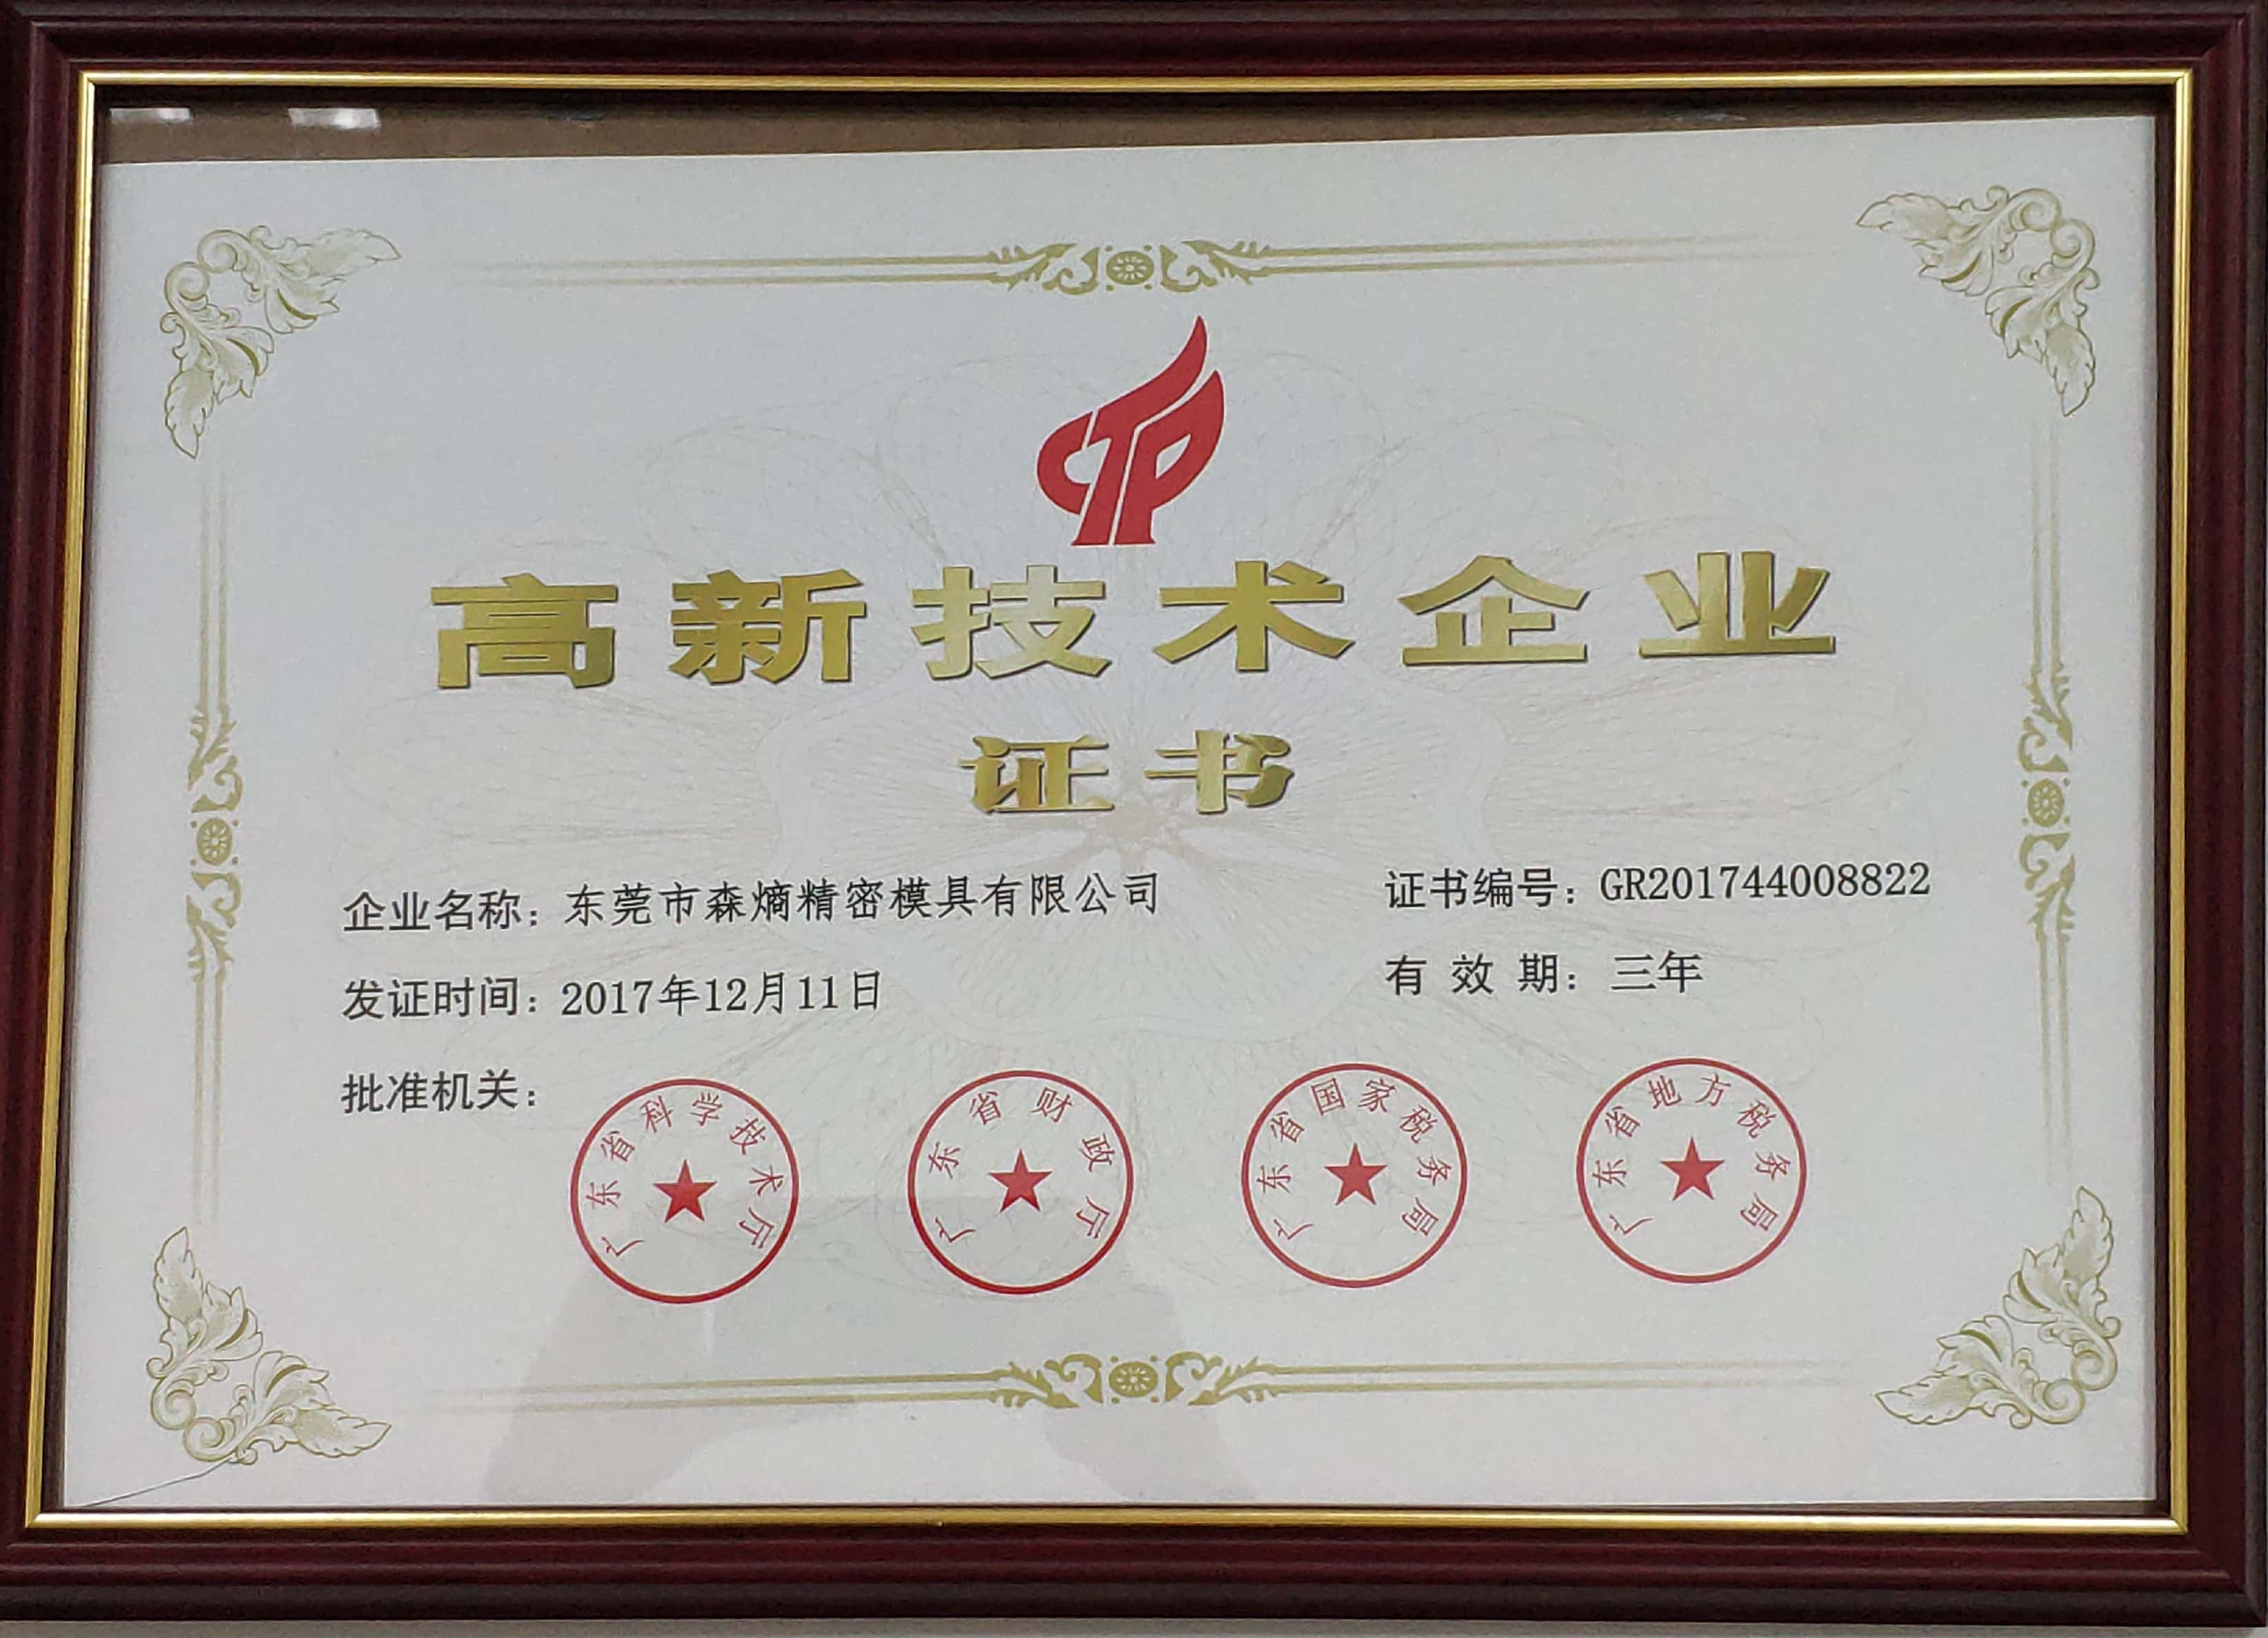 CTP
高新技术企业
证书
企业名称：东莞市森熵精密模具有限公司
证书编号：GR201744008822
发证时间：2017年12月11日
有效期：三年
批准机关：
广东省科学技术厅
广东省财政厅
广东省国家税务局
广东省地方税务局